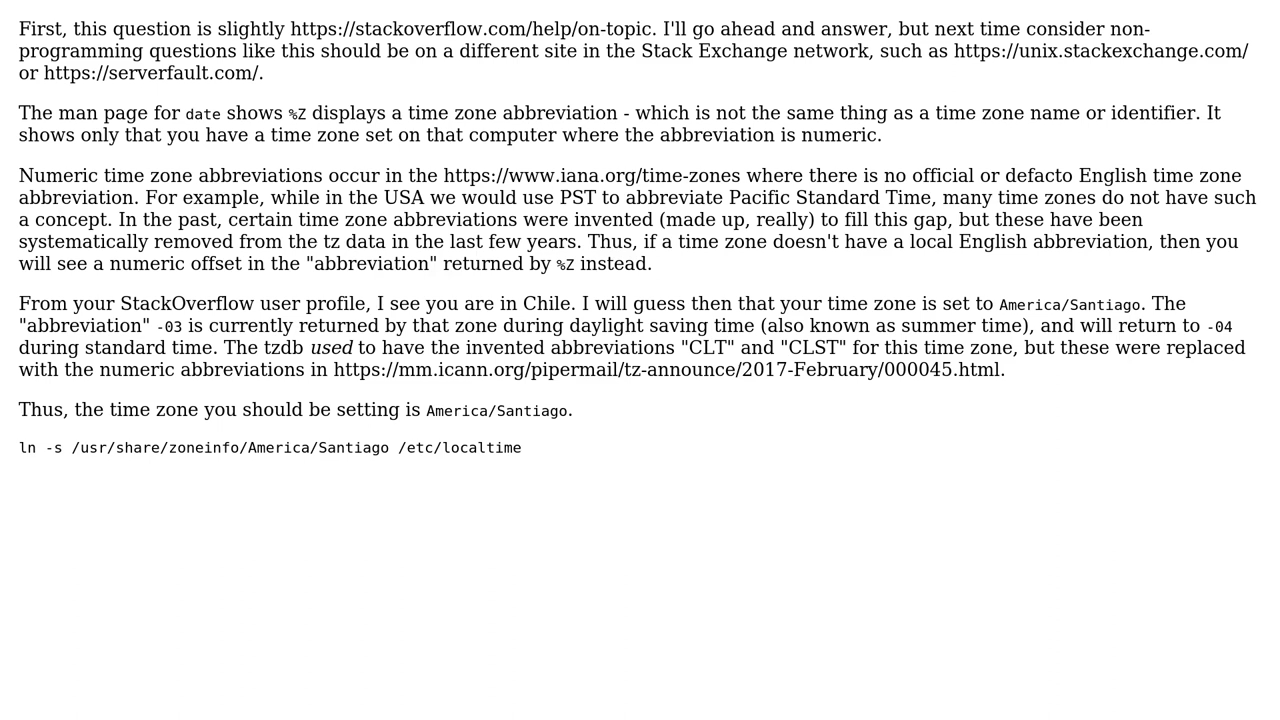 First, this question is slightly https://stackoverflow.com/help/on-topic. I'll go ahead and answer, but next time consider non-
programming questions like this should be on a different site in the Stack Exchange network, such as https://unix.stackexchange.com/
or https://serverfault.com/.
The man page for date shows %Z displays a time zone abbreviation - which is not the same thing as a time zone name or identifier. It
shows only that you have a time zone set on that computer where the abbreviation is numeric.
Numeric time zone abbreviations occur in the https://www.iana.org/time-zones where there is no official or defacto English time zone
abbreviation. For example, while in the USA we would use PST to abbreviate Pacific Standard Time, many time zones do not have such
a concept. In the past, certain time zone abbreviations were invented (made up, really) to fill this gap, but these have been
systematically removed from the tz data in the last few years. Thus, if a time zone doesn't have a local English abbreviation, then you
will see a numeric offset in the "abbreviation" returned by %Z instead.
From your StackOverflow user profile, I see you are in Chile. I will guess then that your time zone is set to America/Santiago. The
"abbreviation" -03 is currently returned by that zone during daylight saving time (also known as summer time), and will return to -04
during standard time. The tzdb used to have the invented abbreviations "CLT" and "CLST" for this time zone, but these were replaced
with the numeric abbreviations in https://mm.icann.org/pipermail/tz-announce/2017-February/000045.html.
Thus, the time zone you should be setting is America/Santiago.
ln -s /usr/share/zoneinfo/America/Santiago /etc/localtime